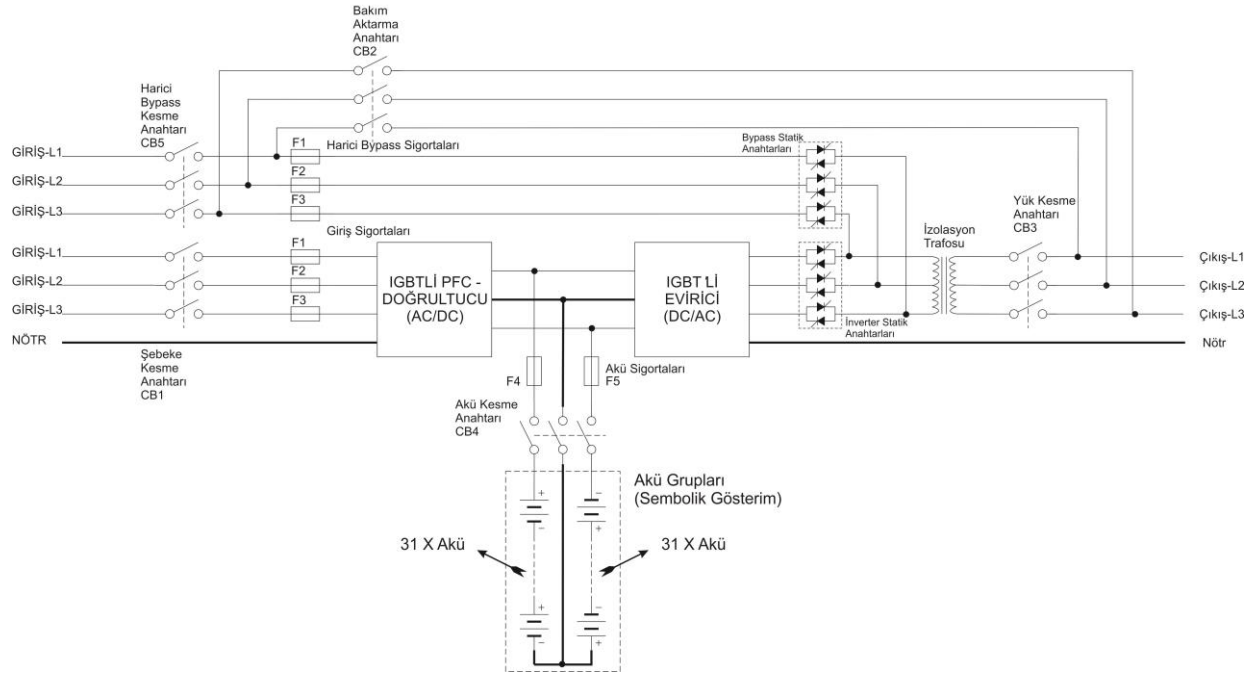 Bakım
Aktarma
Anahtarı
CB2
Harici
Bypass
Kesme
Anahtarı
CB5
GİRİŞ-L1
GİRİŞ-L2
GİRİŞ-L3
F1
Harici Bypass Sigortaları
F2
F3
Bypass Statik
Anahtarları
Giriş Sigortaları
GİRİŞ-L1
GİRİŞ-L2
GİRİŞ-L3
NÖTR
F1
F2
F3
Şebeke
Kesme
Anahtarı
CB1
IGBTLİ PFC -
DOĞRULTUCU
(AC/DC)
IGBT'Lİ
EVİRİCİ
(DC/AC)
İnverter Statik
Anahtarları
İzolasyon
Trafosu
Yük Kesme
Anahtarı
CB3
Çıkış-L1
Çıkış-L2
Çıkış-L3
Nötr
F4
Akü Sigortaları
F5
Akü Kesme
Anahtarı
CB4
Akü Grupları
(Sembolik Gösterim)
+
-
-
+
31 X Akü
31 X Akü
+
-
-
+